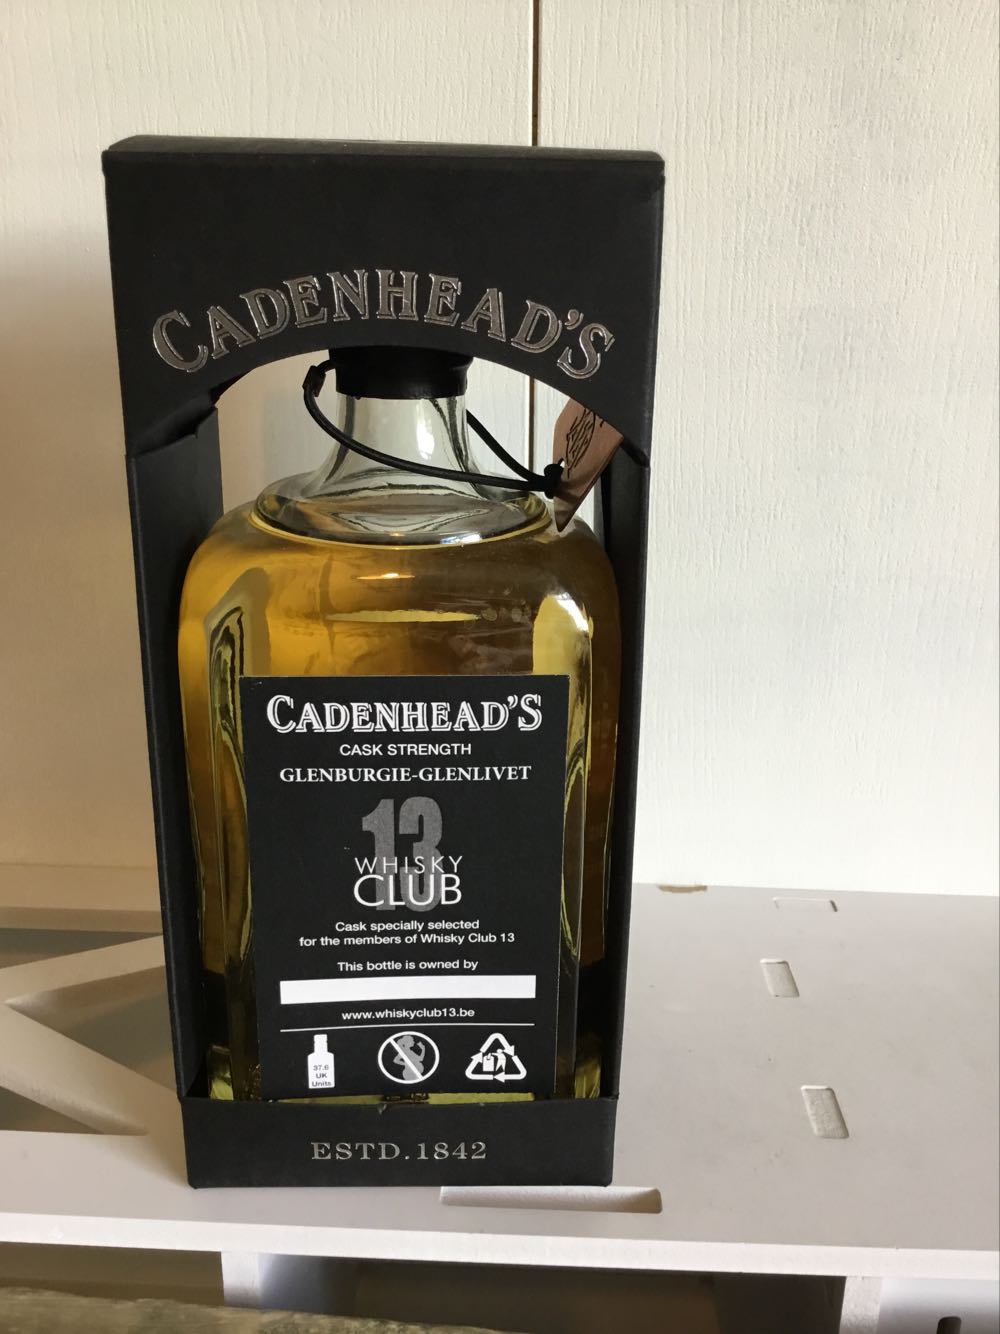 CADENHEAD'S
CADENHEAD'S
CASK STRENGTH
GLENBURGIE-GLENLIVET
13
WHISKY
CLUB
Cask specially selected
for the members of Whisky Club 13
This bottle is owned by
www.whiskyclub13.be
37.6
UK
Units
ESTD.1842